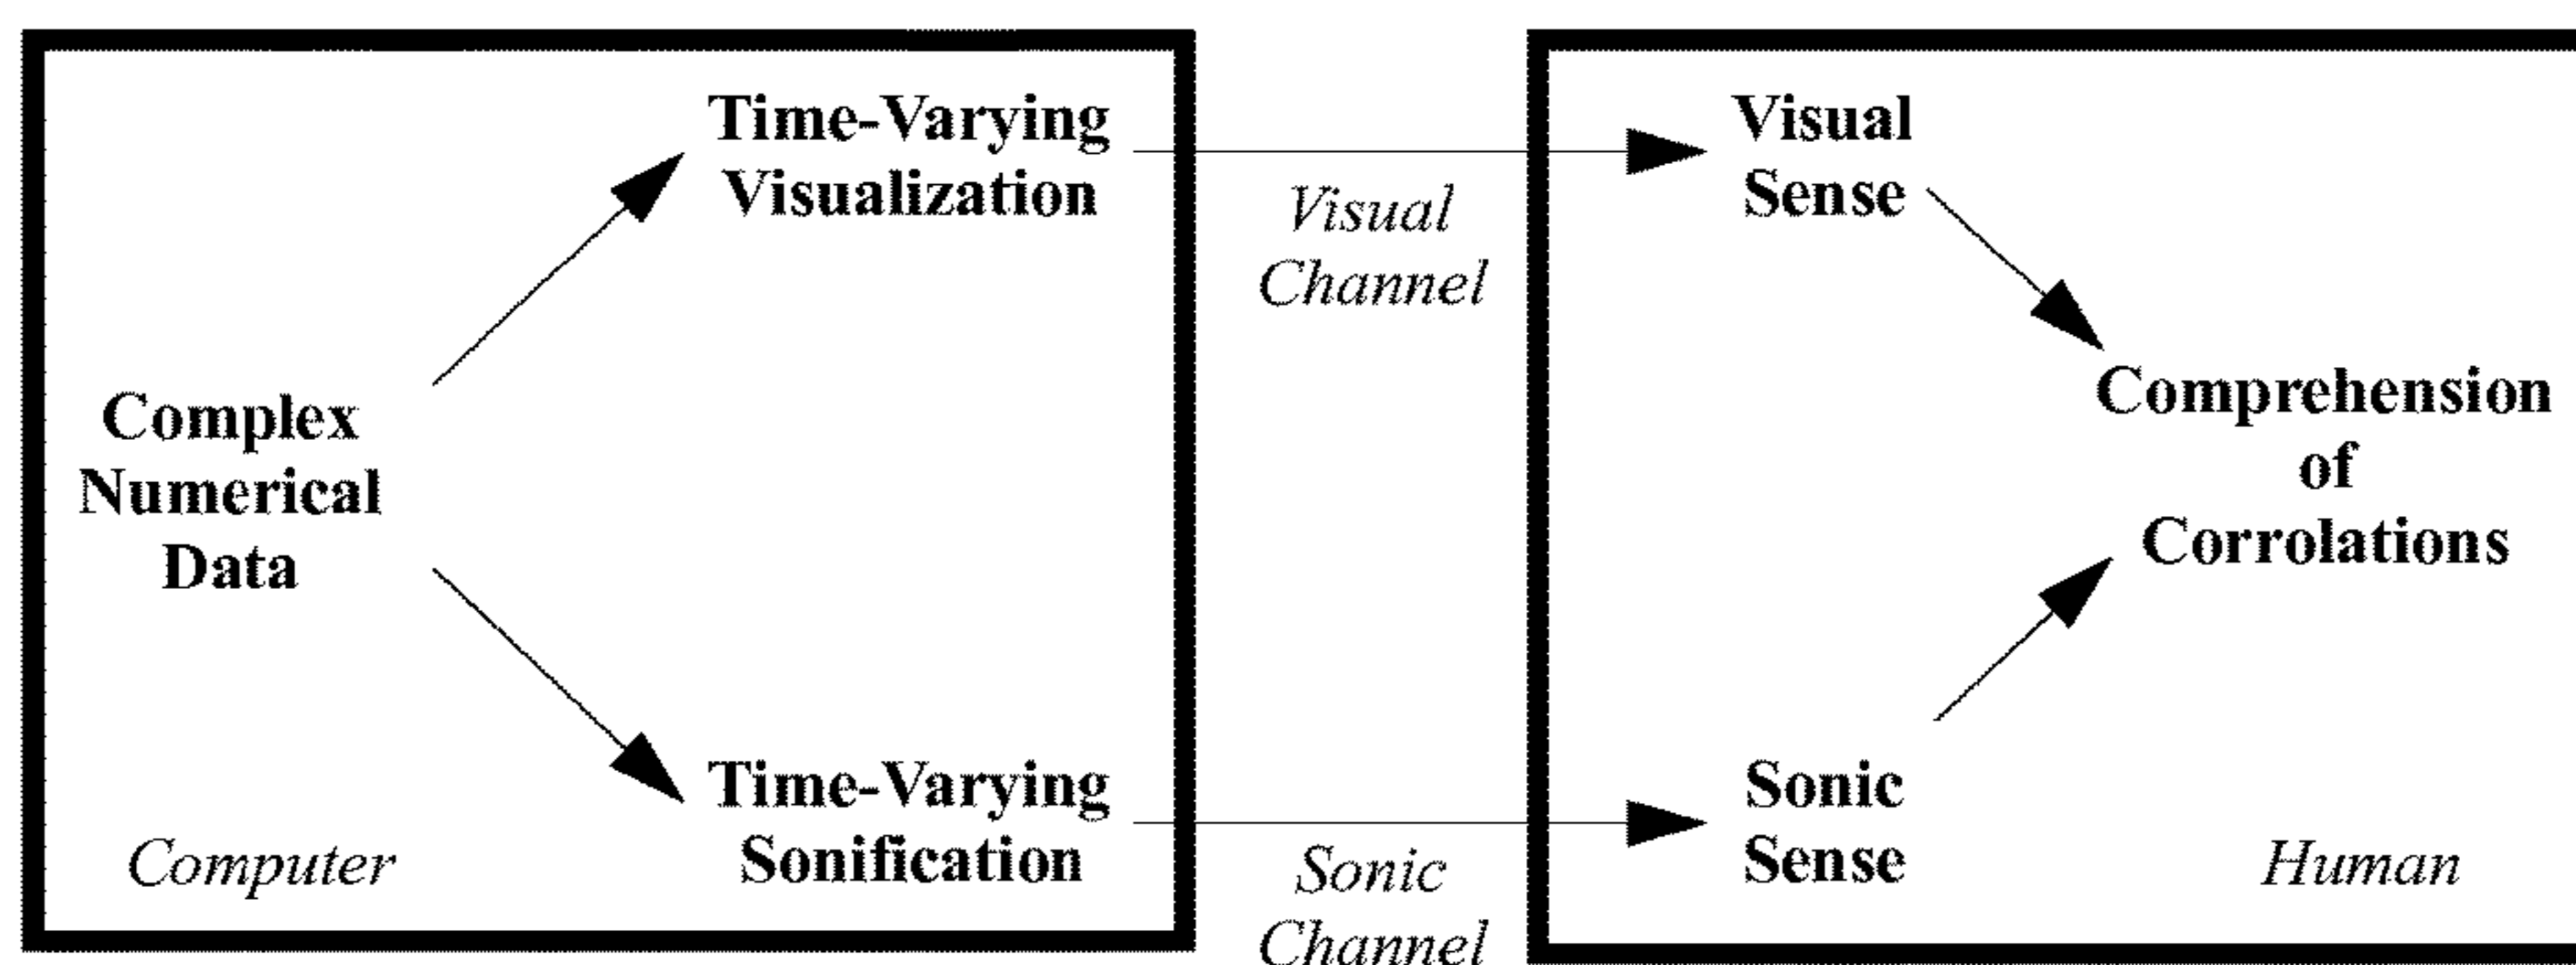 Time-Varying
Visualization
Visual
Channel
Visual
Sense
Complex
Numerical
Data
Comprehension
of
Corrolations
Time-Varying
Sonification
Computer
Sonic
Channel
Sonic
Sense
Human